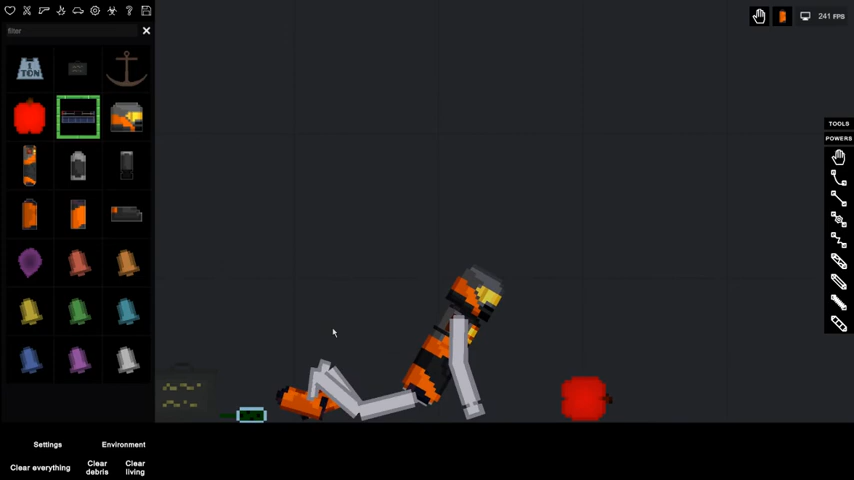 241 FPS
filter
1
TON
TOOLS
POWERS
Settings
Environment
Clear everything
Clear
debris
Clear
living